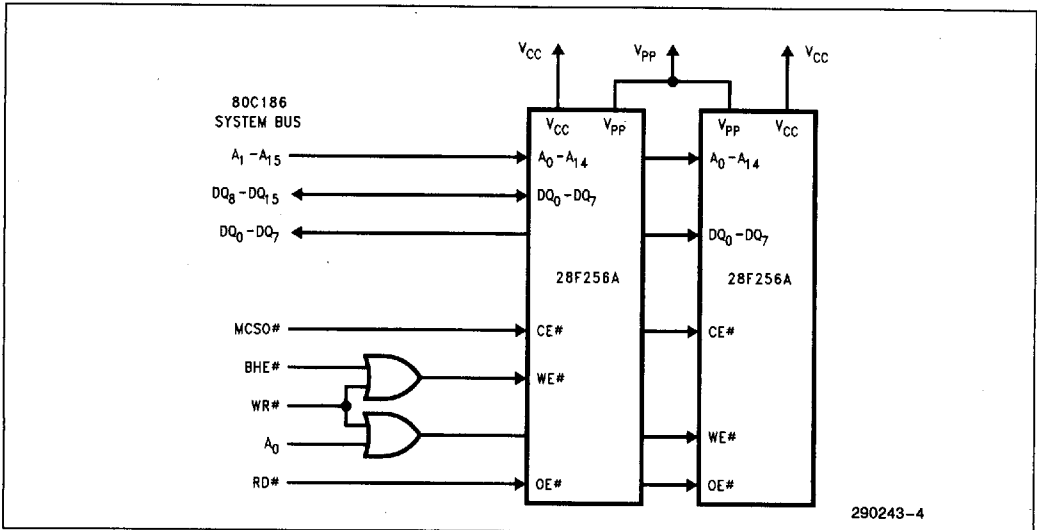 V_CC V_PP V_CC
80C186
SYSTEM BUS
V_CC V_PP V_PP V_CC
A_1 -A_15 A_0 -A_14 A_0 -A_14
DQ_8 -DQ_15 DQ_0 -DQ_7
DQ_0 -DQ_7 DQ_0 -DQ_7
28F256A 28F256A
MCSO# CE# CE#
BHE# WE#
WR#
A_0 WE#
RD# OE# OE#
290243-4